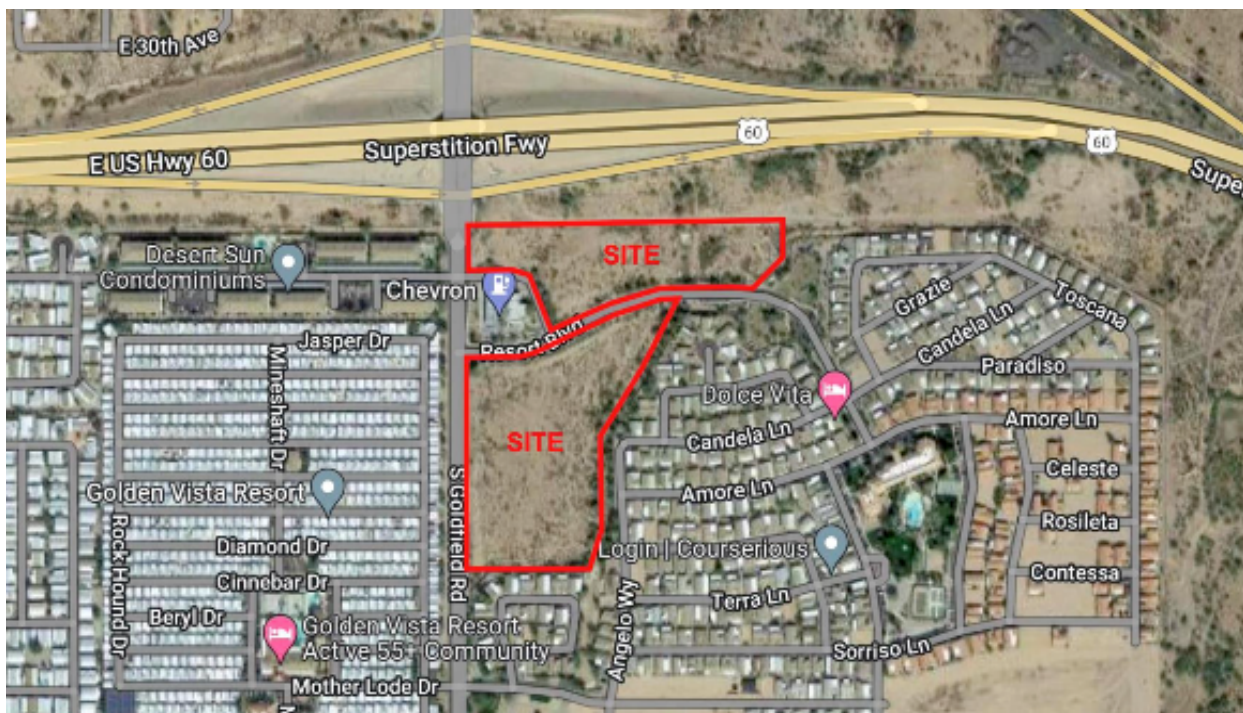 E 30th Ave
60
E US Hwy 60
Superstition Fwy
60
Super
Desert Sun
Condominiums
SITE
Chevron
Grazie
Toscana
Candela Ln
Jasper Dr
Resort Blvd
Paradiso
Mineshaft Dr
Dolce Vita
Amore Ln
SITE
Candela Ln
Celeste
Golden Vista Resort
Amore Ln
S Goldfield Rd
Rosileta
Rock Hound Dr
Diamond Dr
Login | Courserious
Cinnebar Dr
Contessa
Terra Ln
Beryl Dr
Golden Vista Resort
Active 55+ Community
Angelo Wy
Sorriso Ln
Mother Lode Dr